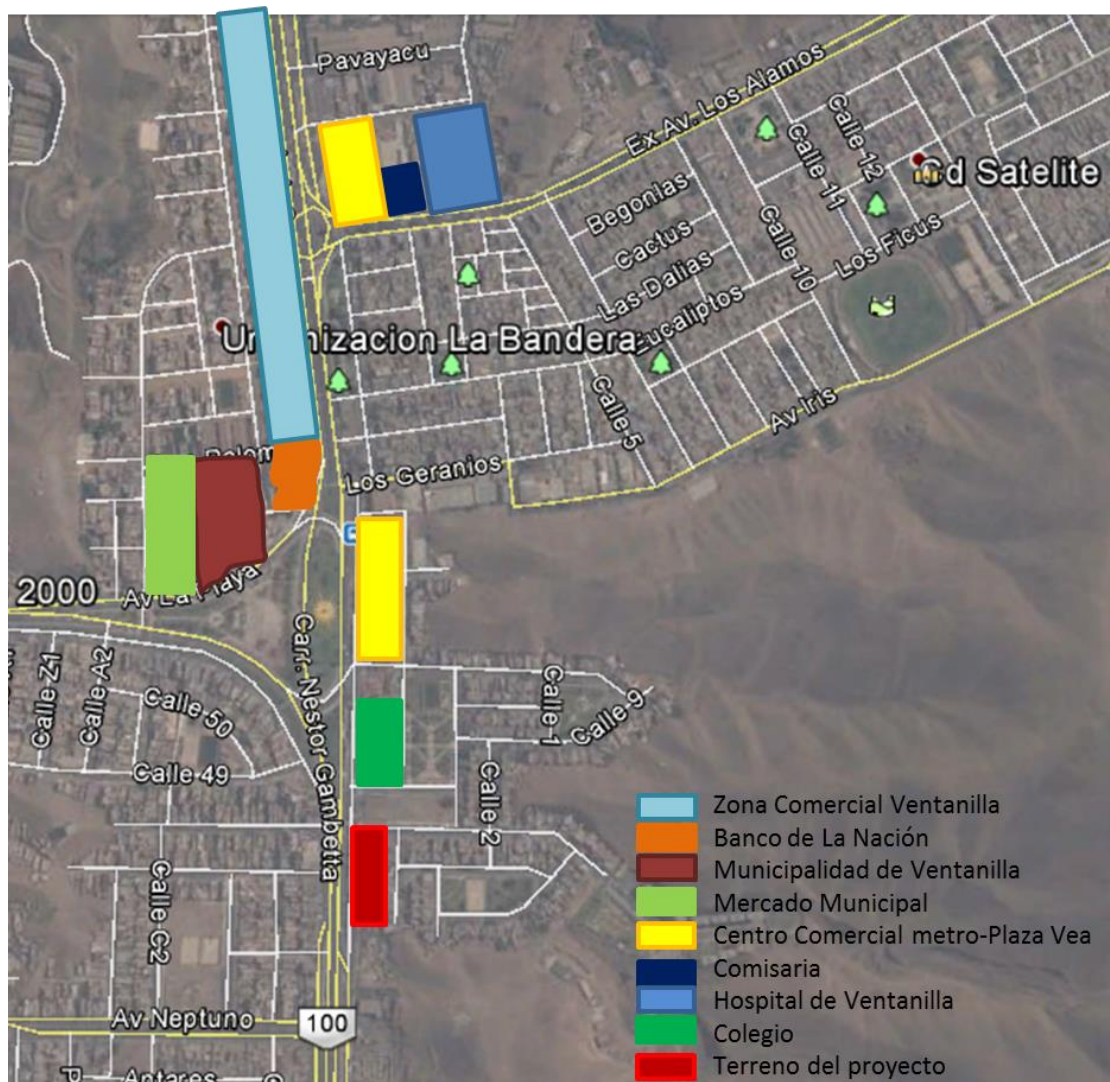 Pavayacu
Ex Av. Los Alamos
Calle 12
Calle 11
Cd Satelite
Begonias
Cactus
Calle 10
Los Ficus
Las Dalias
Eucaliptos
Urbanizacion La Bandera
Calle 5
Av Iris
Los Geranios
2000
Av La Playa
Carr. Nestor Gambetta
Calle Z1
Calle A2
Calle 50
Calle 49
Calle 1
Calle 9
Calle 2
Calle C2
Av Neptuno
100
Antares
Zona Comercial Ventanilla
Banco de La Nación
Municipalidad de Ventanilla
Mercado Municipal
Centro Comercial metro-Plaza Vea
Comisaria
Hospital de Ventanilla
Colegio
Terreno del proyecto